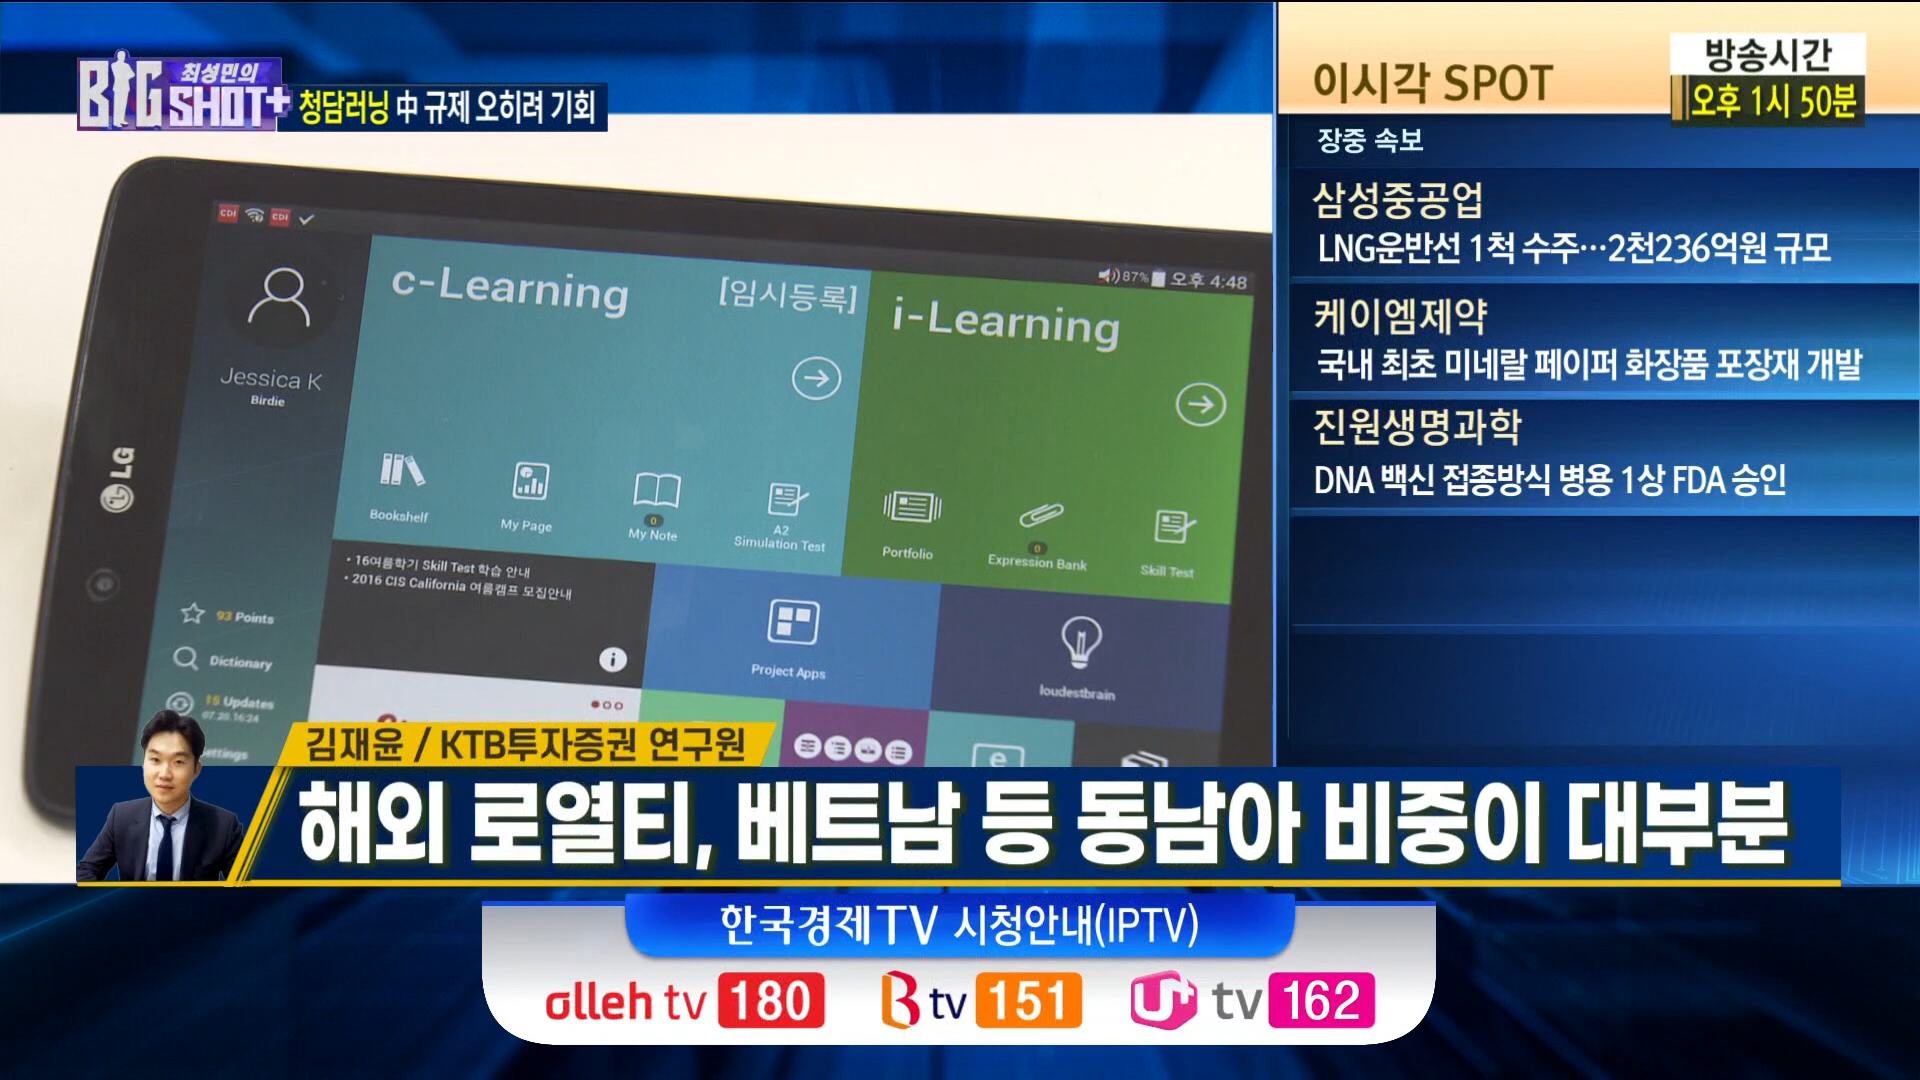 BIG 최성민의
SHOT+
청담러닝 中 규제 오히려 기회
이시각 SPOT
방송시간
오후 1시 50분
장중 속보
삼성중공업
LNG운반선 1척 수주…2천236억원 규모
케이엠제약
국내 최초 미네랄 페이퍼 화장품 포장재 개발
진원생명과학
DNA 백신 접종방식 병용 1상 FDA 승인
CDI CDI
87% 오후 4:48
LG
Jessica K
Birdie
c-Learning
[임시등록]
i-Learning
Bookshelf
My Page
0
My Note
A2
Simulation Test
Portfolio
0
Expression Bank
Skill Test
• 16여름학기 Skill Test 학습 안내
• 2016 CIS California 여름캠프 모집안내
Project Apps
loudestbrain
93 Points
Dictionary
15 Updates
07.20.16:24
ettings
김재윤 / KTB투자증권 연구원
해외 로열티, 베트남 등 동남아 비중이 대부분
한국경제TV 시청안내(IPTV)
olleh tv 180
B tv 151
U+ tv 162